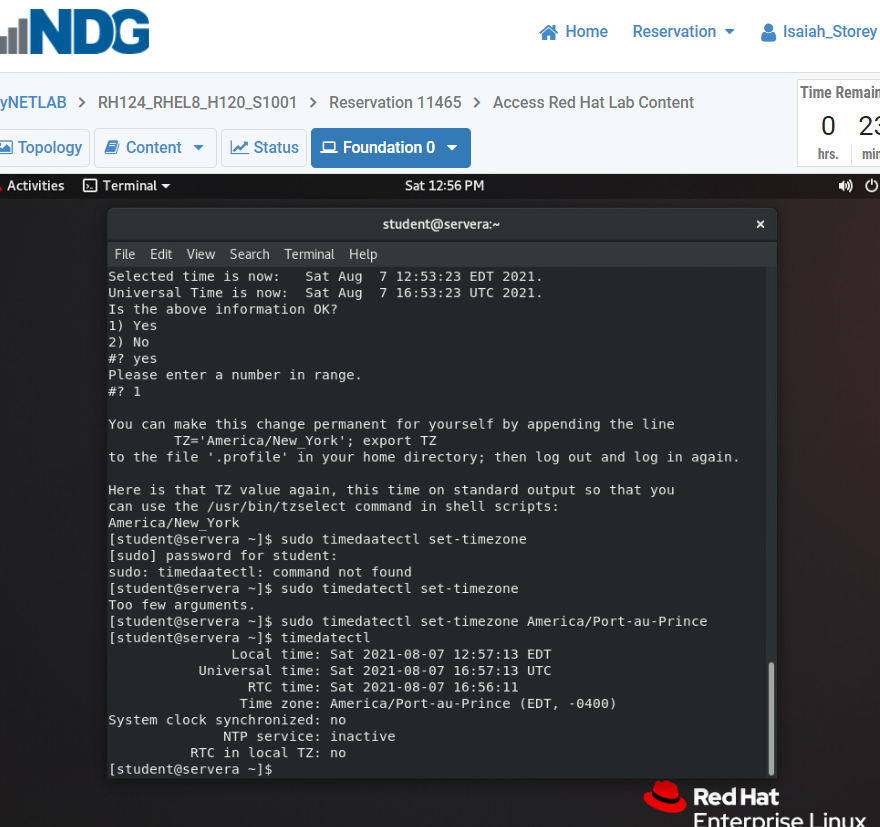 NDG
Home Reservation Isaiah_Storey
yNETLAB > RH124_RHEL8_H120_S1001 > Reservation 11465 > Access Red Hat Lab Content
Time Remain
0 23
hrs. min
Topology Content Status Foundation 0
Activities Terminal Sat 12:56 PM
student@servera:~ ×
File Edit View Search Terminal Help
Selected time is now:   Sat Aug  7 12:53:23 EDT 2021.
Universal Time is now:  Sat Aug  7 16:53:23 UTC 2021.
Is the above information OK?
1) Yes
2) No
#? yes
Please enter a number in range.
#? 1
You can make this change permanent for yourself by appending the line
        TZ='America/New_York'; export TZ
to the file '.profile' in your home directory; then log out and log in again.
Here is that TZ value again, this time on standard output so that you
can use the /usr/bin/tzselect command in shell scripts:
America/New_York
[student@servera ~]$ sudo timedaatectl set-timezone
[sudo] password for student:
sudo: timedaatectl: command not found
[student@servera ~]$ sudo timedatectl set-timezone
Too few arguments.
[student@servera ~]$ sudo timedatectl set-timezone America/Port-au-Prince
[student@servera ~]$ timedatectl
               Local time: Sat 2021-08-07 12:57:13 EDT
           Universal time: Sat 2021-08-07 16:57:13 UTC
                 RTC time: Sat 2021-08-07 16:56:11
                Time zone: America/Port-au-Prince (EDT, -0400)
System clock synchronized: no
              NTP service: inactive
          RTC in local TZ: no
[student@servera ~]$
Red Hat
Enterprise Linux